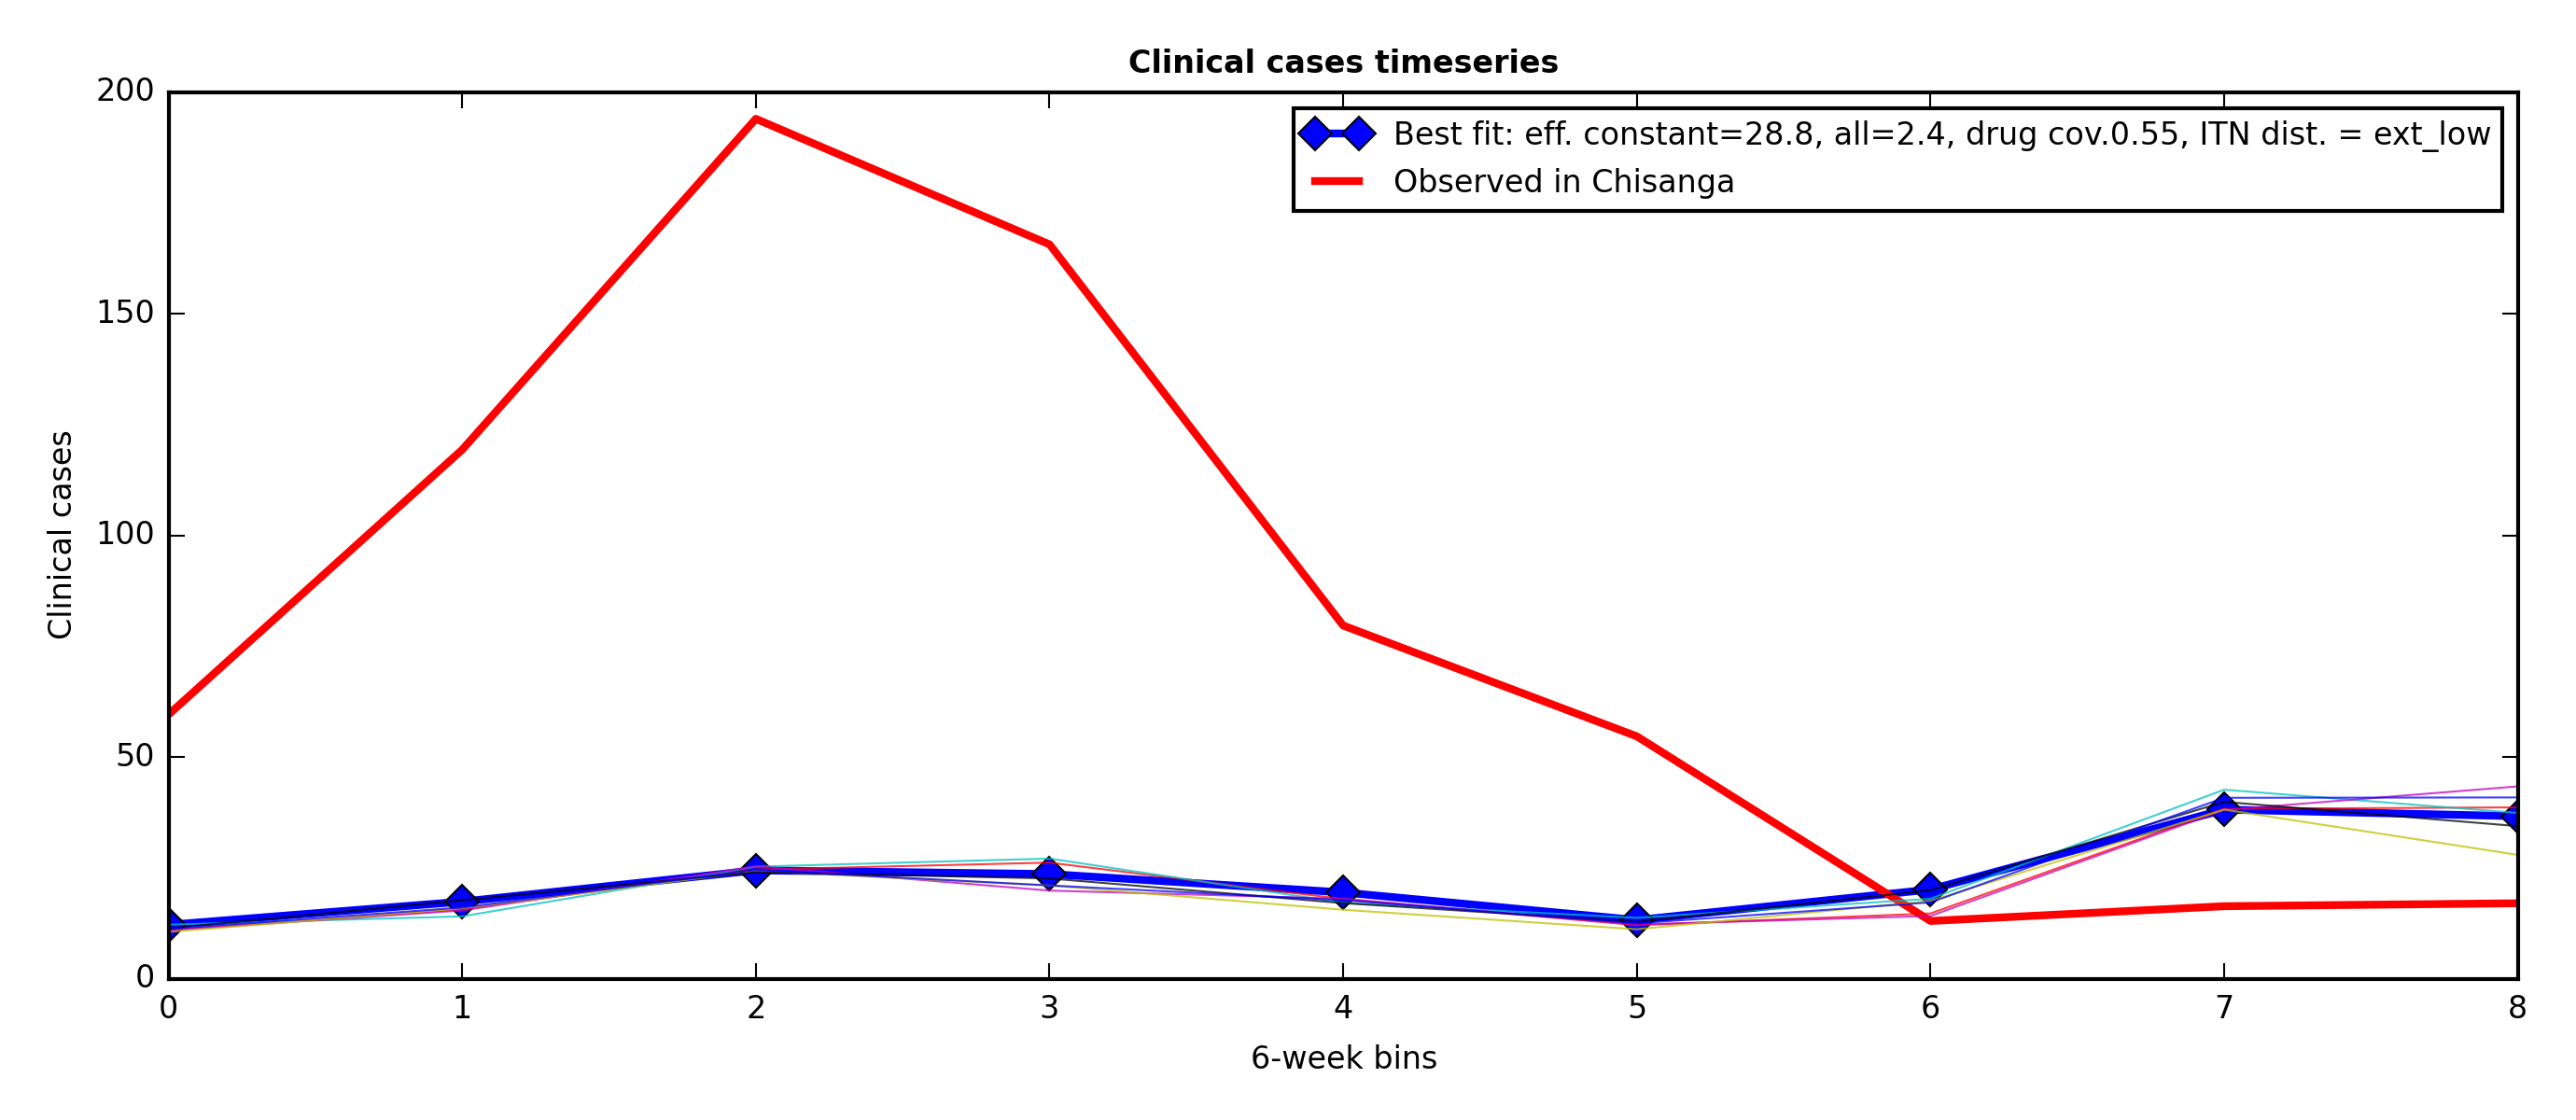 Clinical cases timeseries
200
150
100
50
0
Clinical cases
Best fit: eff. constant=28.8, all=2.4, drug cov.0.55, ITN dist. = ext_low
Observed in Chisanga
0 1 2 3 4 5 6 7 8
6-week bins